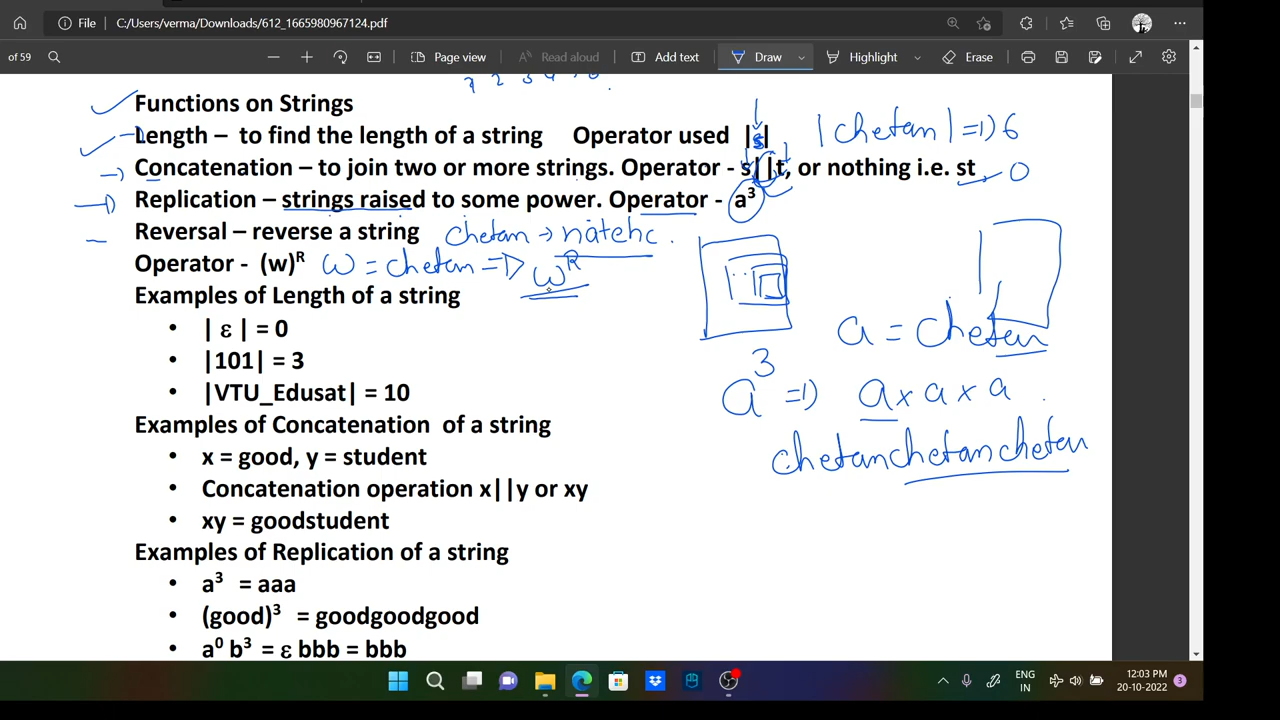 File C:/Users/verma/Downloads/612_1665980967124.pdf
of 59 Page view Read aloud Add text Draw Highlight Erase
Functions on Strings
Length – to find the length of a string Operator used |s| |chetan| => 6
Concatenation – to join two or more strings. Operator - s||t, or nothing i.e. st 0
Replication – strings raised to some power. Operator - a³
Reversal – reverse a string chetan → natehc.
Operator - (w)ᴿ ω = chetan => ωᴿ
Examples of Length of a string
• | ε | = 0 a = chetan
• |101| = 3
• |VTU_Edusat| = 10 a³ => a x a x a .
Examples of Concatenation of a string chetanchetanchetan
• x = good, y = student
• Concatenation operation x||y or xy
• xy = goodstudent
Examples of Replication of a string
• a³ = aaa
• (good)³ = goodgoodgood
• a⁰ b³ = ε bbb = bbb
ENG 12:03 PM
IN 20-10-2022 3